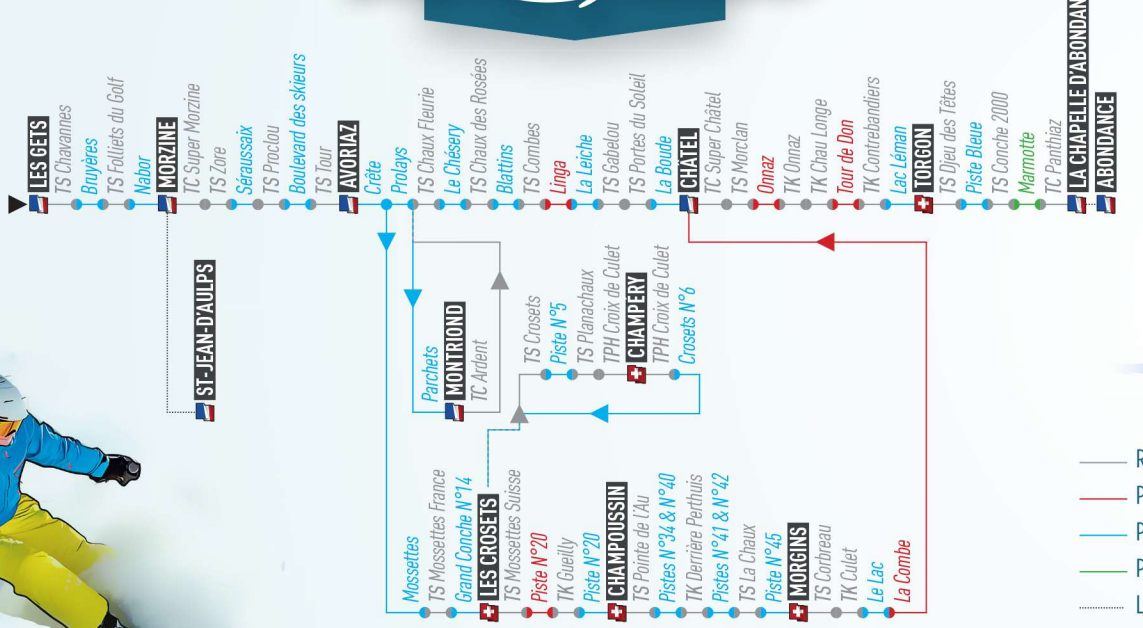 LES GETS
TS Chavannes
Bruyères
TS Folliets du Golf
Nabor
MORZINE
TC Super Morzine
TS Zore
Séraussaix
TS Proclou
Boulevard des skieurs
TS Tour
AVORIAZ
Crête
Prolays
TS Chaux Fleurie
Le Chésery
TS Chaux des Rosées
Blattins
TS Combes
Linga
La Leiche
TS Gabelou
TS Portes du Soleil
La Boude
CHÂTEL
TC Super Châtel
TS Morclan
Onnaz
TK Onnaz
TK Chau Longe
Tour de Don
TK Contrebandiers
Lac Léman
TORGON
TS Djeu des Têtes
Piste Bleue
TS Conche 2000
Marmotte
TC Panthiaz
LA CHAPELLE D'ABONDAN
ABONDANCE
ST-JEAN-D'AULPS
Parchets
MONTRIOND
TC Ardent
TS Crosets
Piste N°5
TS Planachaux
TPH Croix de Culet
CHAMPÉRY
TPH Croix de Culet
Crosets N°6
Mossettes
TS Mossettes France
Grand Conche N°14
LES CROSETS
TS Mossettes Suisse
Piste N°20
TK Gueilly
Piste N°20
CHAMPOUSSIN
TS Pointe de l'Au
Pistes N°34 & N°40
TK Derrière Perthuis
Pistes N°41 & N°42
TS La Chaux
Piste N°45
MORGINS
TS Corbreau
TK Culet
Le Lac
La Combe
R
P
P
P
L